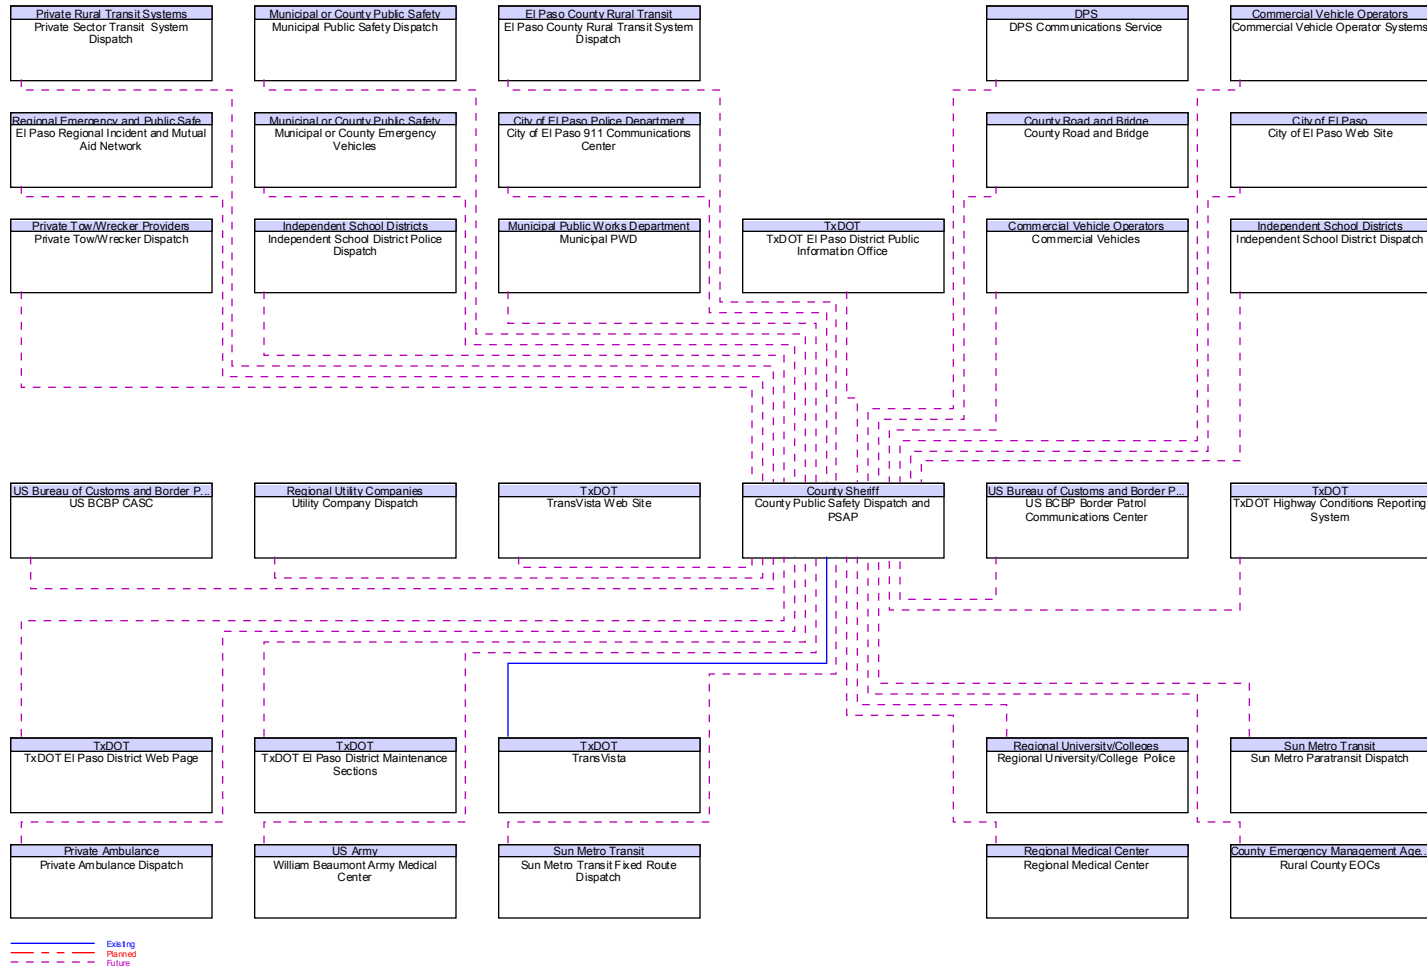 Private Rural Transit Systems
Private Sector Transit System
Dispatch
Municipal or County Public Safety
Municipal Public Safety Dispatch
El Paso County Rural Transit
El Paso County Rural Transit System
Dispatch
DPS
DPS Communications Service
Commercial Vehicle Operators
Commercial Vehicle Operator Systems
Regional Emergency and Public Safe...
El Paso Regional Incident and Mutual
Aid Network
Municipal or County Public Safety
Municipal or County Emergency
Vehicles
City of El Paso Police Department
City of El Paso 911 Communications
Center
County Road and Bridge
County Road and Bridge
City of El Paso
City of El Paso Web Site
Private Tow/Wrecker Providers
Private Tow/Wrecker Dispatch
Independent School Districts
Independent School District Police
Dispatch
Municipal Public Works Department
Municipal PWD
TxDOT
TxDOT El Paso District Public
Information Office
Commercial Vehicle Operators
Commercial Vehicles
Independent School Districts
Independent School District Dispatch
US Bureau of Customs and Border P...
US BCBP CASC
Regional Utility Companies
Utility Company Dispatch
TxDOT
TransVista Web Site
County Sheriff
County Public Safety Dispatch and
PSAP
US Bureau of Customs and Border P...
US BCBP Border Patrol
Communications Center
TxDOT
TxDOT Highway Conditions Reporting
System
TxDOT
TxDOT El Paso District Web Page
TxDOT
TxDOT El Paso District Maintenance
Sections
TxDOT
TransVista
Regional University/Colleges
Regional University/College Police
Sun Metro Transit
Sun Metro Paratransit Dispatch
Private Ambulance
Private Ambulance Dispatch
US Army
William Beaumont Army Medical
Center
Sun Metro Transit
Sun Metro Transit Fixed Route
Dispatch
Regional Medical Center
Regional Medical Center
County Emergency Management Age...
Rural County EOCs
Existing
Planned
Future